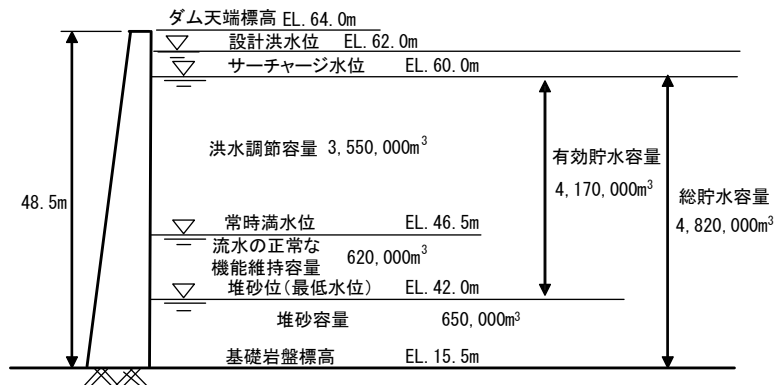 ダム天端標高 EL.64.0m
設計洪水位 EL.62.0m
サーチャージ水位 EL.60.0m
洪水調節容量 3,550,000m³
有効貯水容量
4,170,000m³
総貯水容量
4,820,000m³
48.5m
常時満水位 EL.46.5m
流水の正常な
機能維持容量 620,000m³
堆砂位(最低水位) EL.42.0m
堆砂容量 650,000m³
基礎岩盤標高 EL.15.5m